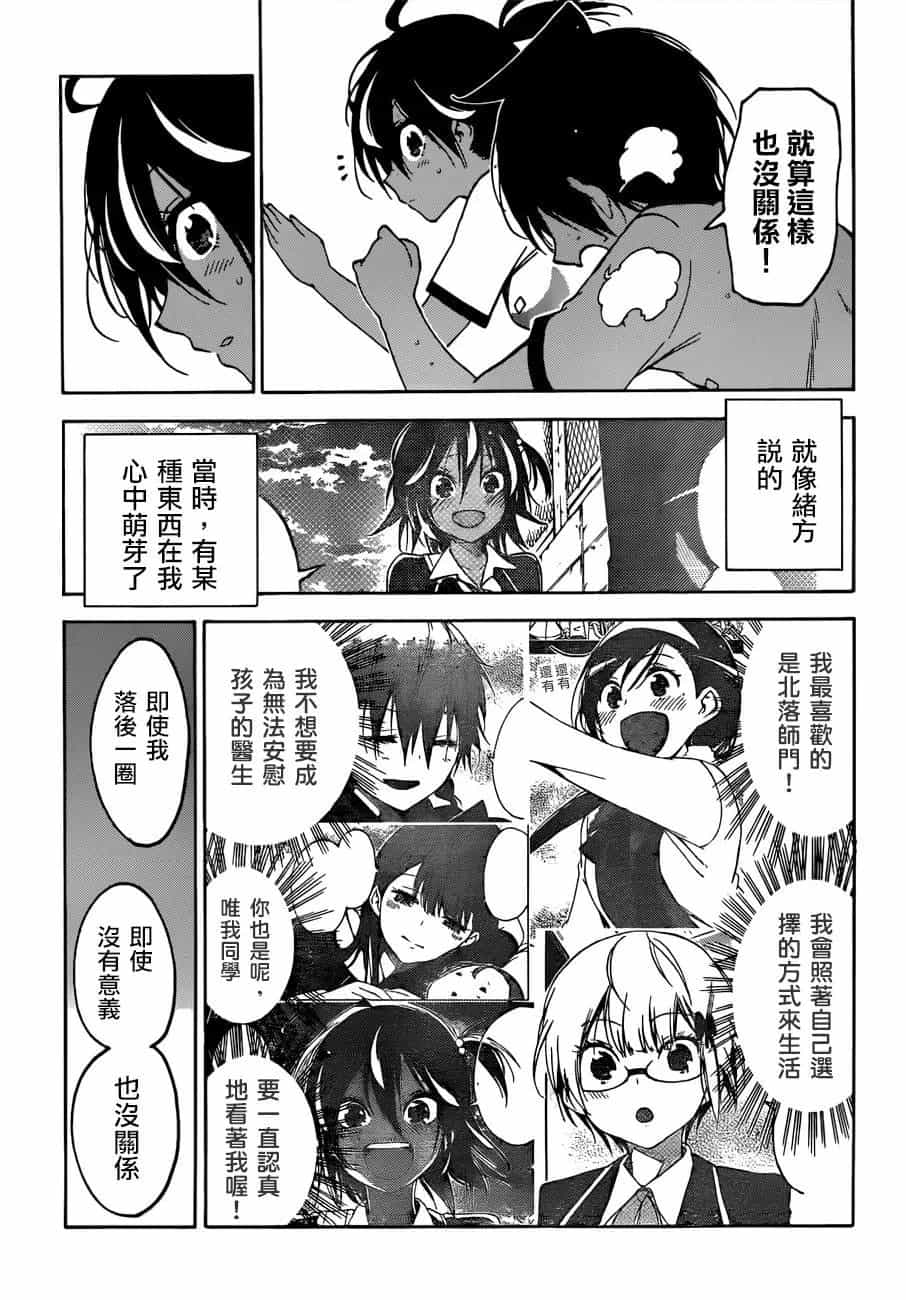 就算這樣
也沒關係！
就像緒方
説的
當時，有某
種東西在我
心中萌芽了
我最喜歡的
是北落師門！
還有
還有
我不想要成
為無法安慰
孩子的醫生
你也是呢，
唯我同學
我會照著自己選
擇的方式來生活
要一直認真
地看著我喔！
即使我
落後一圈
即使
沒有意義
也沒關係